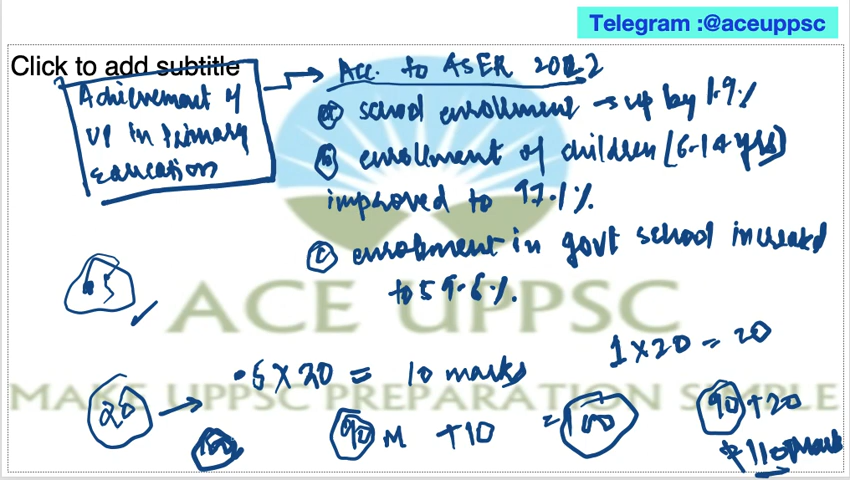 Telegram :@aceuppsc
Click to add subtitle
Achievement of
UP in Primary
education
Acc. to ASER 2022
(a) school enrollment → up by 1.9%
(b) enrollment of children (6-14 yrs)
improved to 97.1%
(c) enrolment in govt school increased
to 59.6%.
ACE UPPSC
MAKE UPPSC PREPARATION SIMPLE
1 x 20 = 20
.5 x 20 = 10 marks
20 →
90 M + 10 = 100
90 + 20
110 mark